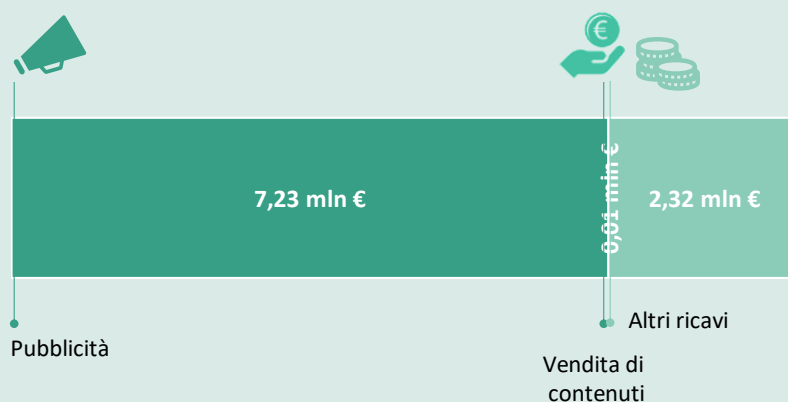 €
7,23 mln €
0,01 mln €
2,32 mln €
Pubblicità
Altri ricavi
Vendita di
contenuti